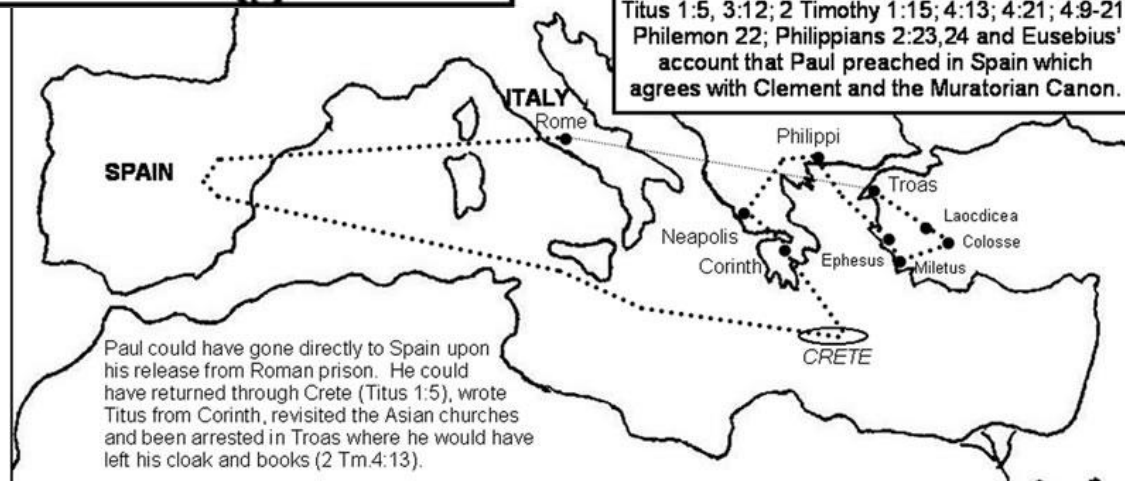 Titus 1:5, 3:12; 2 Timothy 1:15; 4:13; 4:21; 4:9-21
Philemon 22; Philippians 2:23,24 and Eusebius'
account that Paul preached in Spain which
agrees with Clement and the Muratorian Canon.
ITALY
Rome
Philippi
SPAIN
Troas
Laocdicea
Neapolis
Colosse
Corinth
Ephesus
Miletus
CRETE
Paul could have gone directly to Spain upon
his release from Roman prison. He could
have returned through Crete (Titus 1:5), wrote
Titus from Corinth, revisited the Asian churches
and been arrested in Troas where he would have
left his cloak and books (2 Tm.4:13).